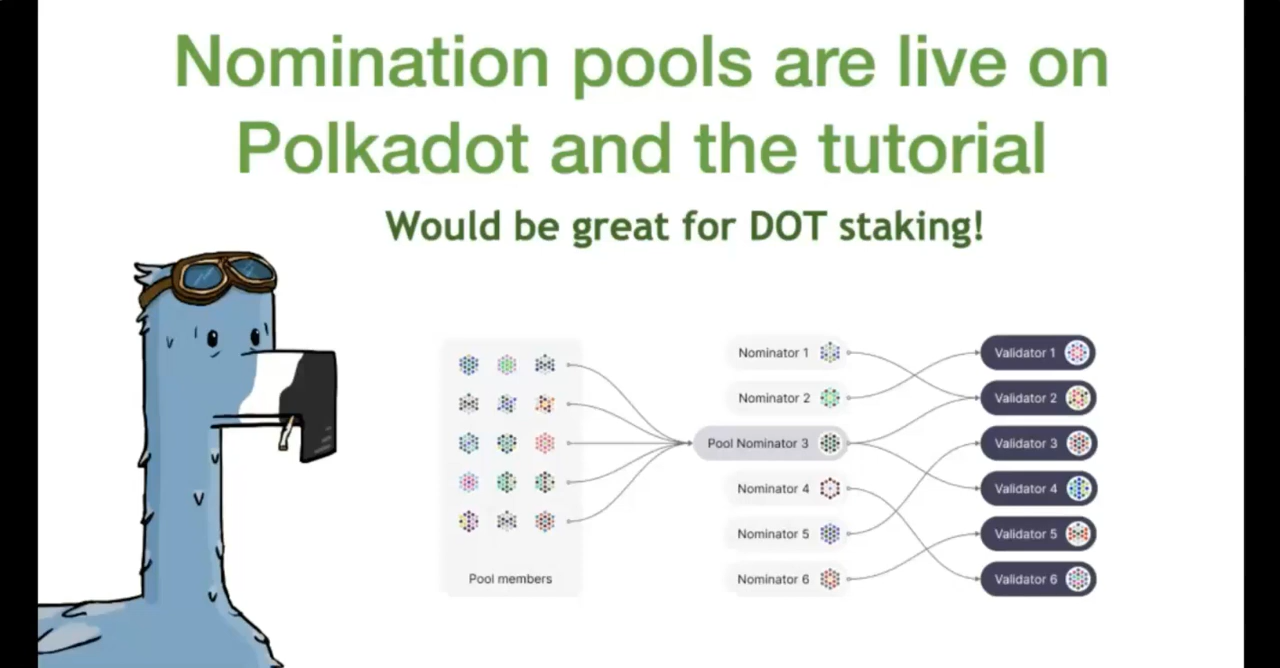 Nomination pools are live on
Polkadot and the tutorial
Would be great for DOT staking!
Nominator 1
Nominator 2
Pool Nominator 3
Nominator 4
Nominator 5
Nominator 6
Validator 1
Validator 2
Validator 3
Validator 4
Validator 5
Validator 6
Pool members